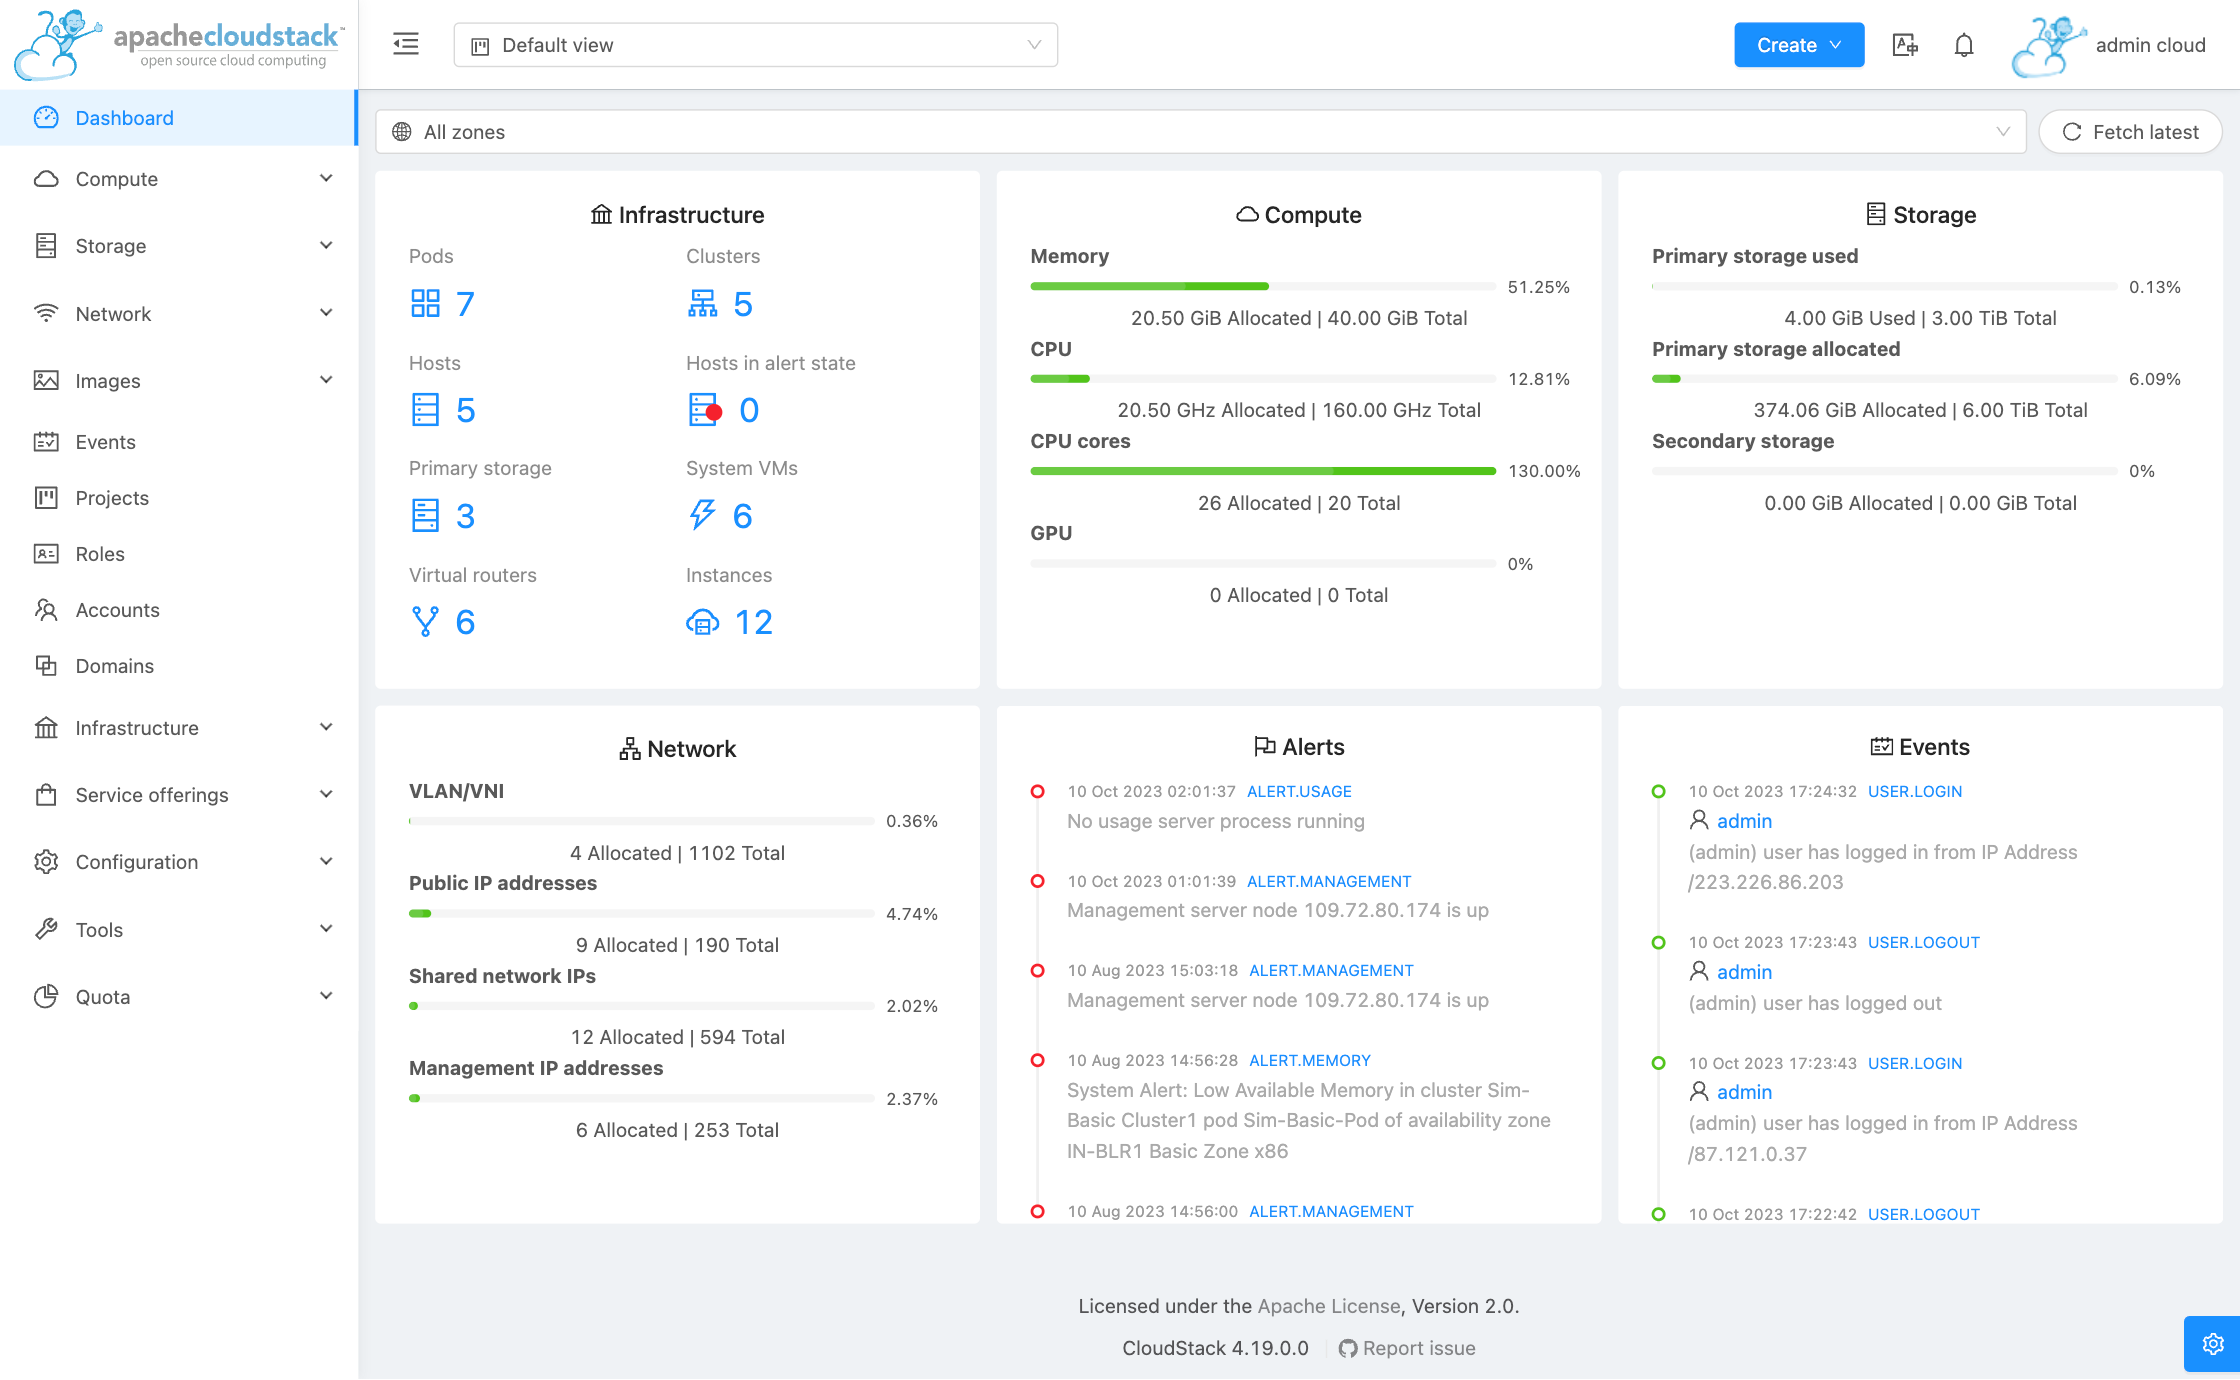 apachecloudstack™
open source cloud computing
Default view
Create
admin cloud
Dashboard
Compute
Storage
Network
Images
Events
Projects
Roles
Accounts
Domains
Infrastructure
Service offerings
Configuration
Tools
Quota
All zones
Fetch latest
Infrastructure
Pods
Clusters
7
5
Hosts
Hosts in alert state
5
0
Primary storage
System VMs
3
6
Virtual routers
Instances
6
12
Compute
Memory
51.25%
20.50 GiB Allocated | 40.00 GiB Total
CPU
12.81%
20.50 GHz Allocated | 160.00 GHz Total
CPU cores
130.00%
26 Allocated | 20 Total
GPU
0%
0 Allocated | 0 Total
Storage
Primary storage used
0.13%
4.00 GiB Used | 3.00 TiB Total
Primary storage allocated
6.09%
374.06 GiB Allocated | 6.00 TiB Total
Secondary storage
0%
0.00 GiB Allocated | 0.00 GiB Total
Network
VLAN/VNI
0.36%
4 Allocated | 1102 Total
Public IP addresses
4.74%
9 Allocated | 190 Total
Shared network IPs
2.02%
12 Allocated | 594 Total
Management IP addresses
2.37%
6 Allocated | 253 Total
Alerts
10 Oct 2023 02:01:37 ALERT.USAGE
No usage server process running
10 Oct 2023 01:01:39 ALERT.MANAGEMENT
Management server node 109.72.80.174 is up
10 Aug 2023 15:03:18 ALERT.MANAGEMENT
Management server node 109.72.80.174 is up
10 Aug 2023 14:56:28 ALERT.MEMORY
System Alert: Low Available Memory in cluster Sim-
Basic Cluster1 pod Sim-Basic-Pod of availability zone
IN-BLR1 Basic Zone x86
10 Aug 2023 14:56:00 ALERT.MANAGEMENT
Events
10 Oct 2023 17:24:32 USER.LOGIN
admin
(admin) user has logged in from IP Address
/223.226.86.203
10 Oct 2023 17:23:43 USER.LOGOUT
admin
(admin) user has logged out
10 Oct 2023 17:23:43 USER.LOGIN
admin
(admin) user has logged in from IP Address
/87.121.0.37
10 Oct 2023 17:22:42 USER.LOGOUT
Licensed under the Apache License, Version 2.0.
CloudStack 4.19.0.0
Report issue